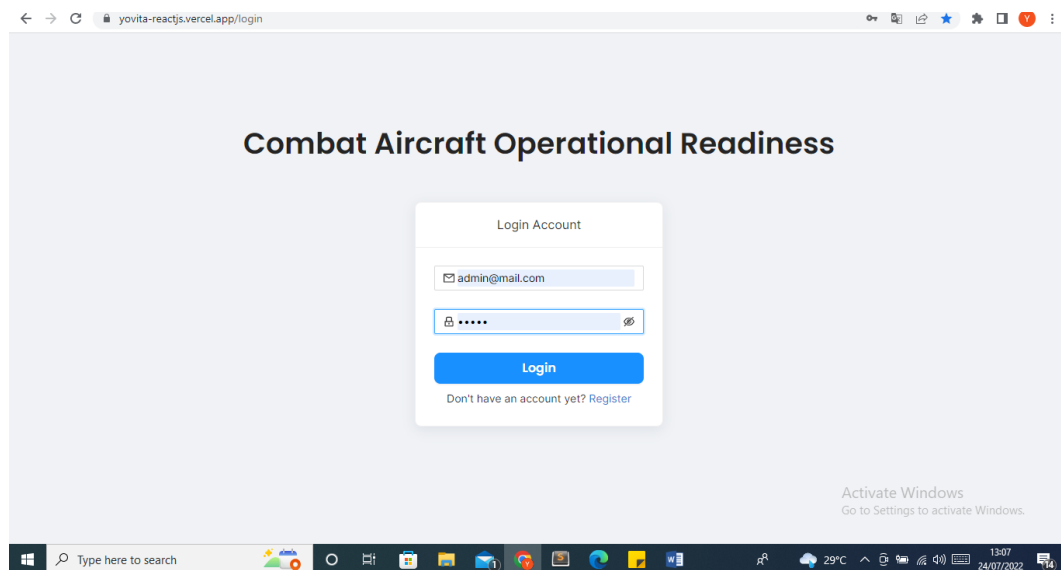 yovita-reactjs.vercel.app/login
Y
Combat Aircraft Operational Readiness
Login Account
admin@mail.com
•••••
Login
Don't have an account yet? Register
Activate Windows
Go to Settings to activate Windows.
Type here to search
29°C
13:07
24/07/2022
14